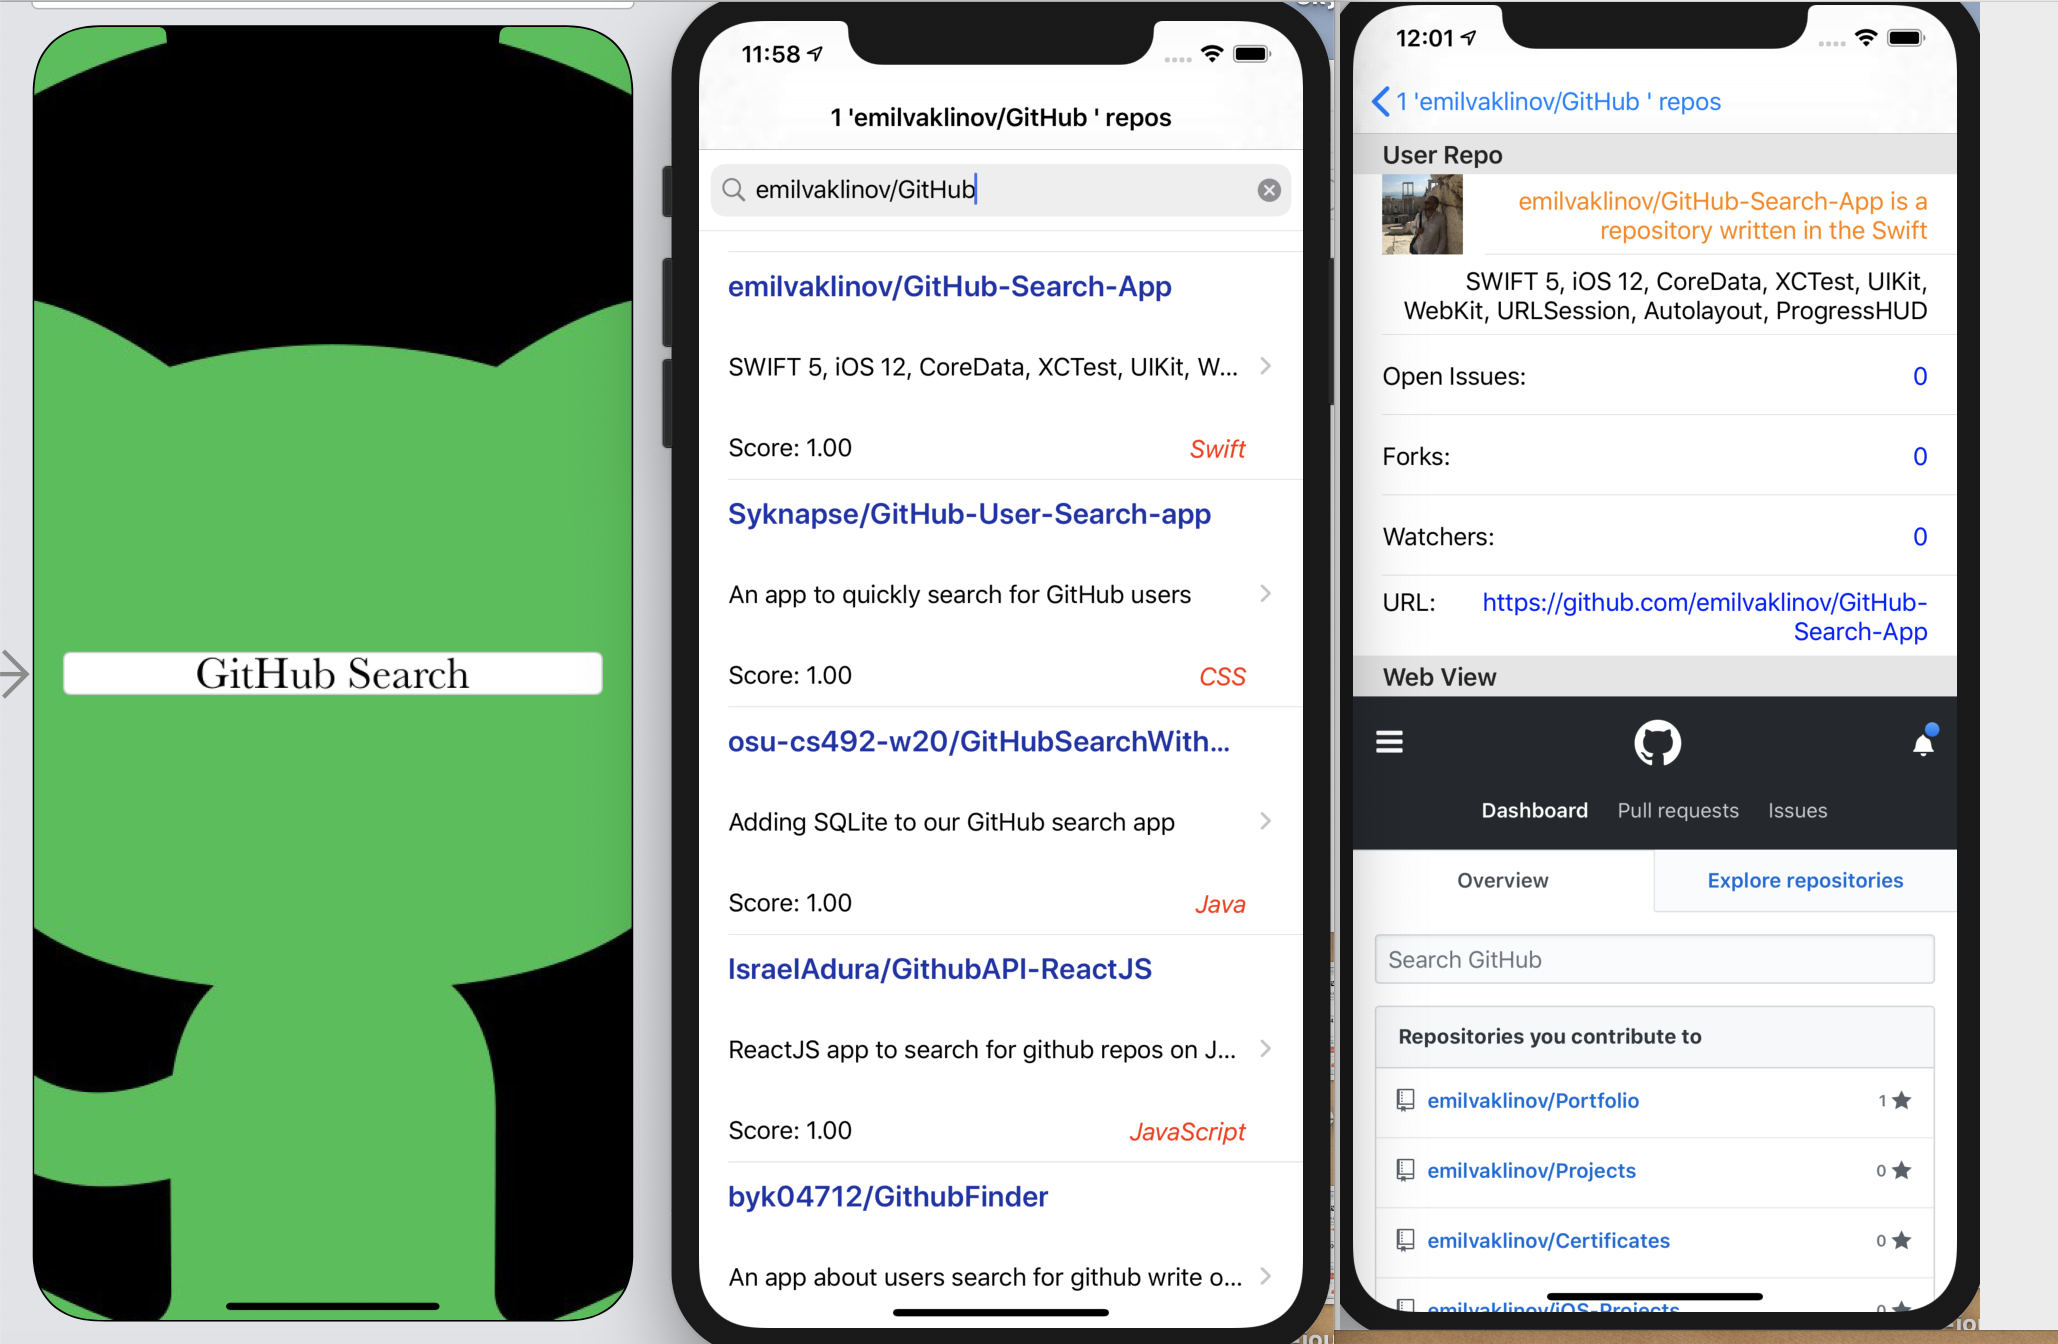 GitHub Search
11:58
1 'emilvaklinov/GitHub ' repos
emilvaklinov/GitHub
emilvaklinov/GitHub-Search-App
SWIFT 5, iOS 12, CoreData, XCTest, UIKit, W...
Score: 1.00 Swift
Syknapse/GitHub-User-Search-app
An app to quickly search for GitHub users
Score: 1.00 CSS
osu-cs492-w20/GitHubSearchWith...
Adding SQLite to our GitHub search app
Score: 1.00 Java
IsraelAdura/GithubAPI-ReactJS
ReactJS app to search for github repos on J...
Score: 1.00 JavaScript
byk04712/GithubFinder
An app about users search for github write o...
12:01
1 'emilvaklinov/GitHub ' repos
User Repo
emilvaklinov/GitHub-Search-App is a
repository written in the Swift
SWIFT 5, iOS 12, CoreData, XCTest, UIKit,
WebKit, URLSession, Autolayout, ProgressHUD
Open Issues: 0
Forks: 0
Watchers: 0
URL: https://github.com/emilvaklinov/GitHub-
Search-App
Web View
Dashboard Pull requests Issues
Overview Explore repositories
Search GitHub
Repositories you contribute to
emilvaklinov/Portfolio 1
emilvaklinov/Projects 0
emilvaklinov/Certificates 0
emilvaklinov/iOS-Projects 0